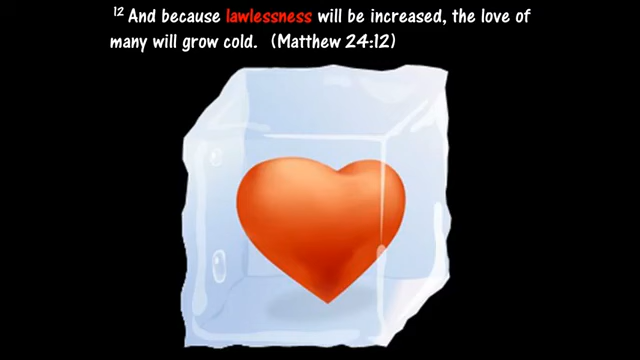 ¹² And because lawlessness will be increased, the love of
many will grow cold. (Matthew 24:12)